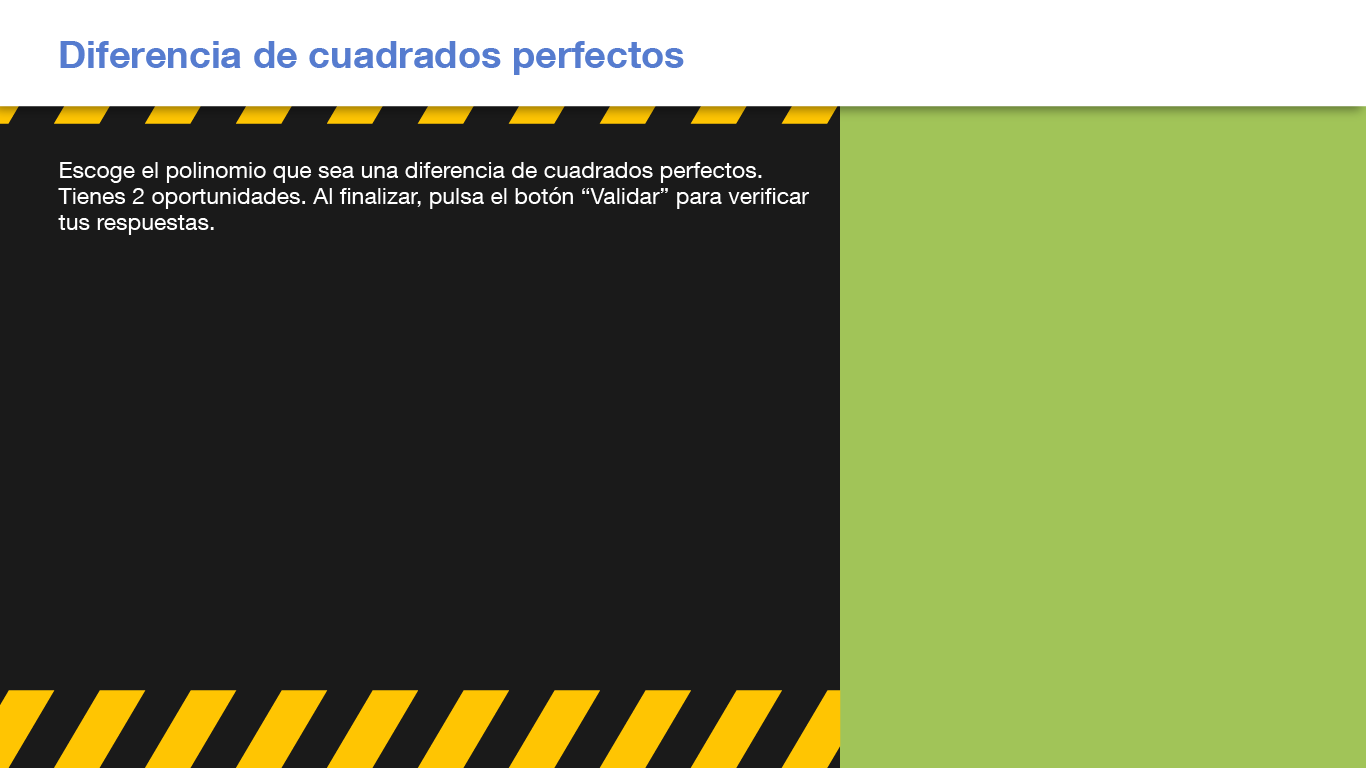 Diferencia de cuadrados perfectos
Escoge el polinomio que sea una diferencia de cuadrados perfectos.
Tienes 2 oportunidades. Al finalizar, pulsa el botón “Validar” para verificar
tus respuestas.